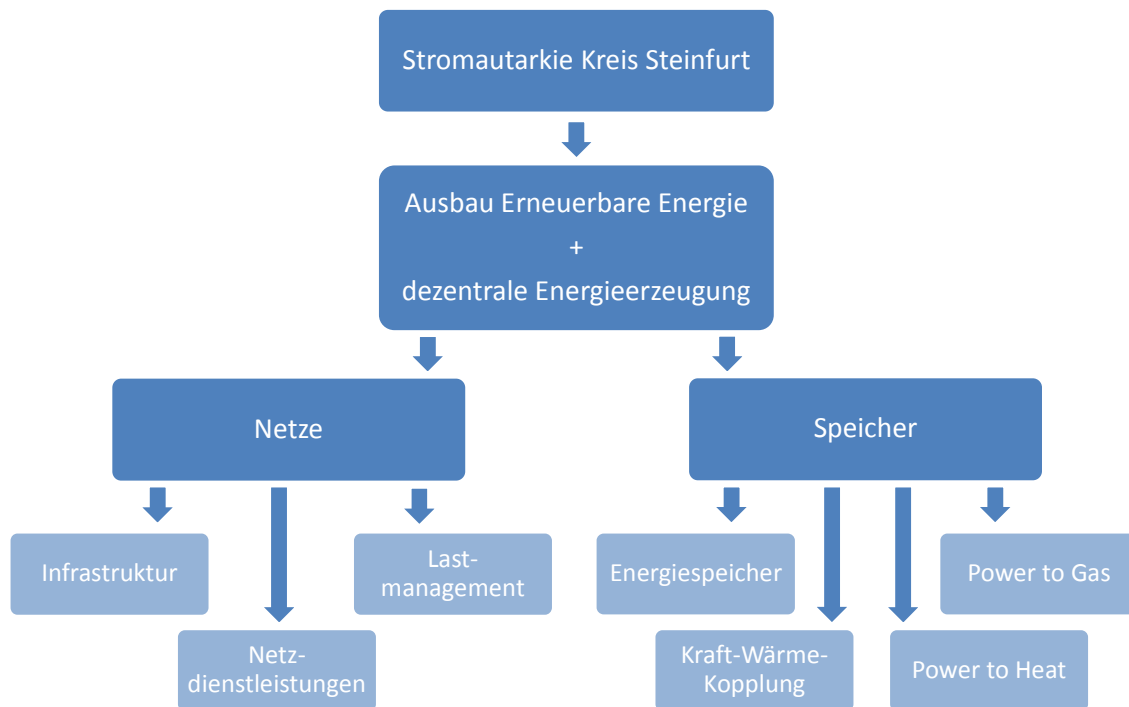 Stromautarkie Kreis Steinfurt
Ausbau Erneuerbare Energie
+
dezentrale Energieerzeugung
Netze
Speicher
Infrastruktur
Last-
management
Energiespeicher
Power to Gas
Netz-
dienstleistungen
Kraft-Wärme-
Kopplung
Power to Heat